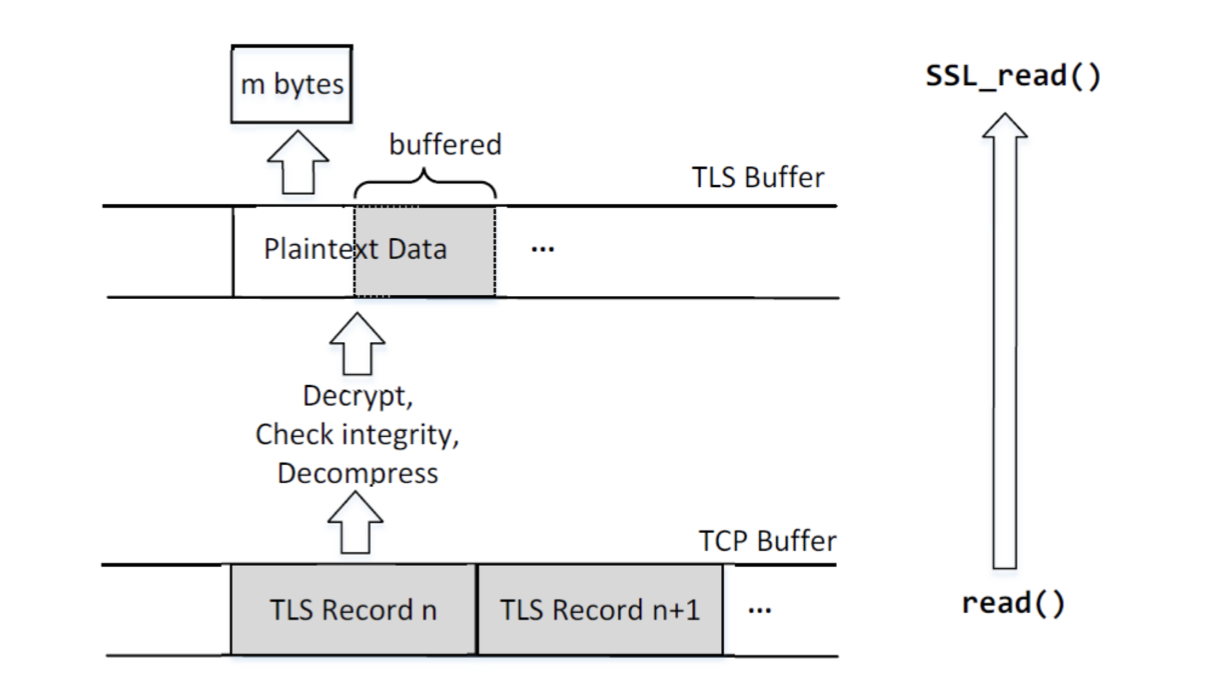 m bytes
SSL_read()
buffered
TLS Buffer
Plaintext Data
...
Decrypt,
Check integrity,
Decompress
TCP Buffer
TLS Record n
TLS Record n+1
...
read()